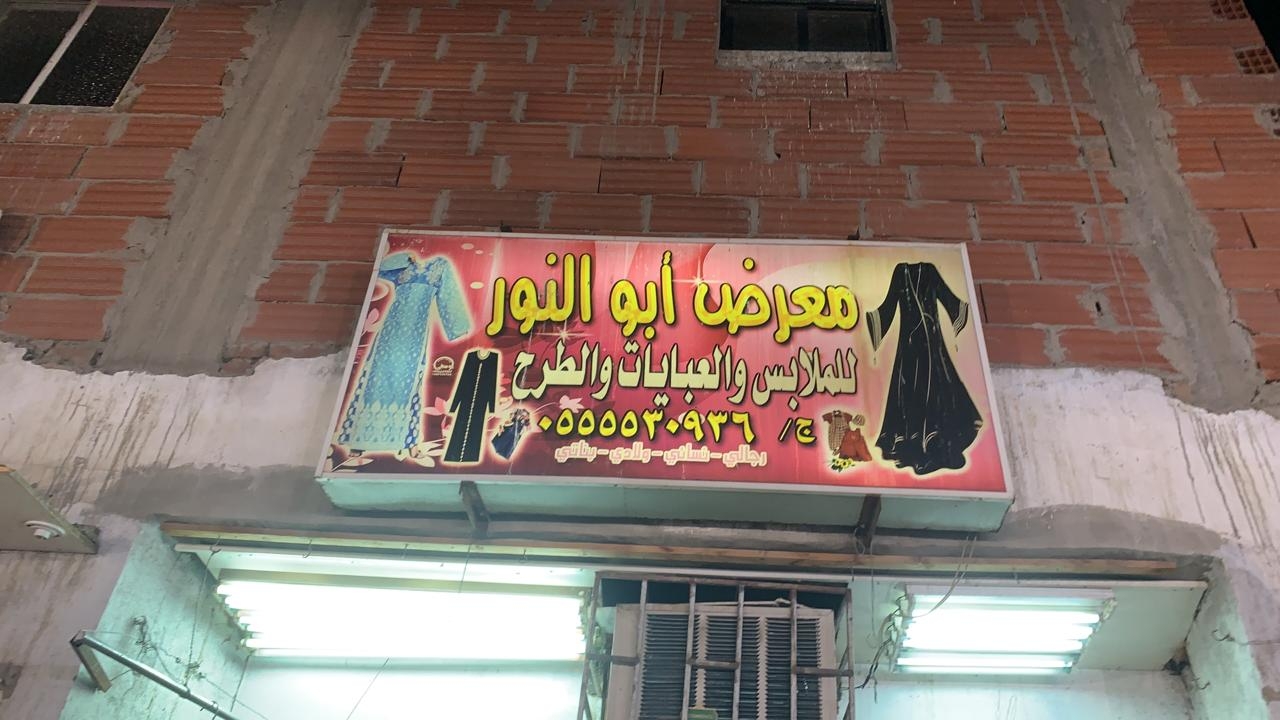 معرض أبو النور
للملابس والعبايات والطرح
ج/ ٠٥٥٥٥٣٠٩٣٦
رجالي - نسائي - ولادي - بناتي